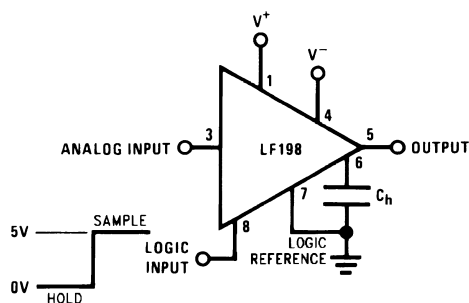 V+
V−
1
4
3
5
ANALOG INPUT
LF198
OUTPUT
6
Ch
7
8
SAMPLE
5V
LOGIC
INPUT
LOGIC
REFERENCE
0V
HOLD